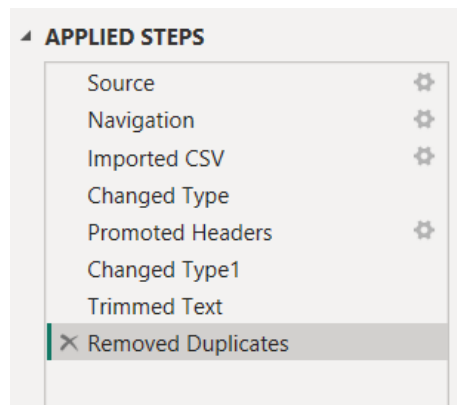 APPLIED STEPS
Source
Navigation
Imported CSV
Changed Type
Promoted Headers
Changed Type1
Trimmed Text
Removed Duplicates